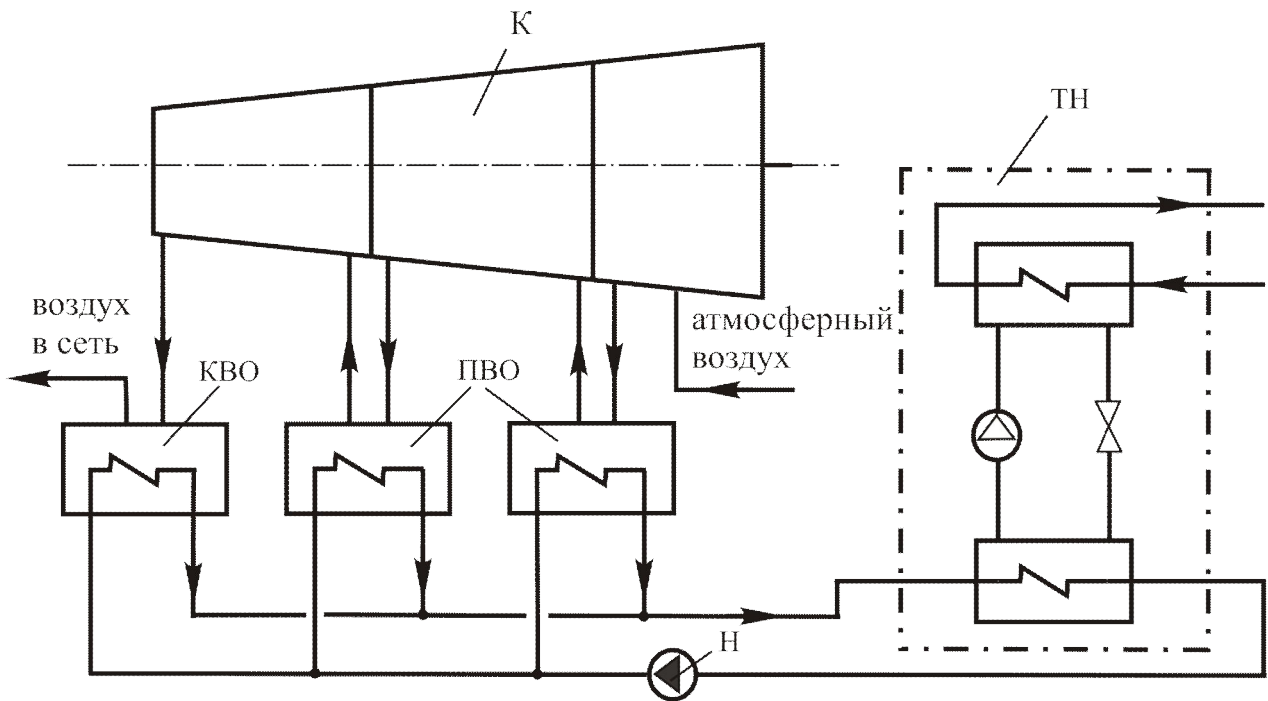 К
ТН
воздух
в сеть
КВО
ПВО
атмосферный
воздух
Н